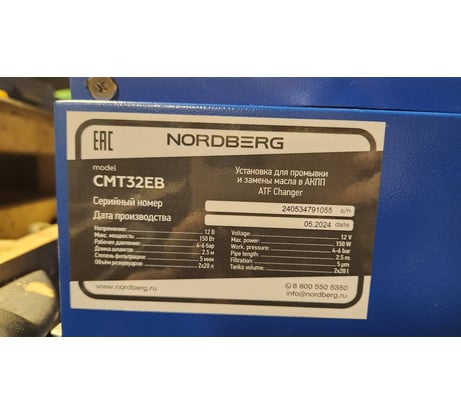 EAC NORDBERG
model
CMT32EB
Установка для промывки
и замены масла в АКПП
ATF Changer
Серийный номер 240534791055 s/n
Дата производства 05.2024 date
Напряжение: 12 В
Макс. мощность: 150 Вт
Рабочее давление: 4-6 бар
Длина шлангов: 2.5 м
Степень фильтрации: 5 мкм
Объём резервуаров: 2x20 л
Voltage: 12 V
Max. power: 150 W
Work. pressure: 4-6 bar
Pipe length: 2.5 m
Filtration: 5 μm
Tanks volume: 2x20 l
www.nordberg.ru
8 800 550 5350
info@nordberg.ru